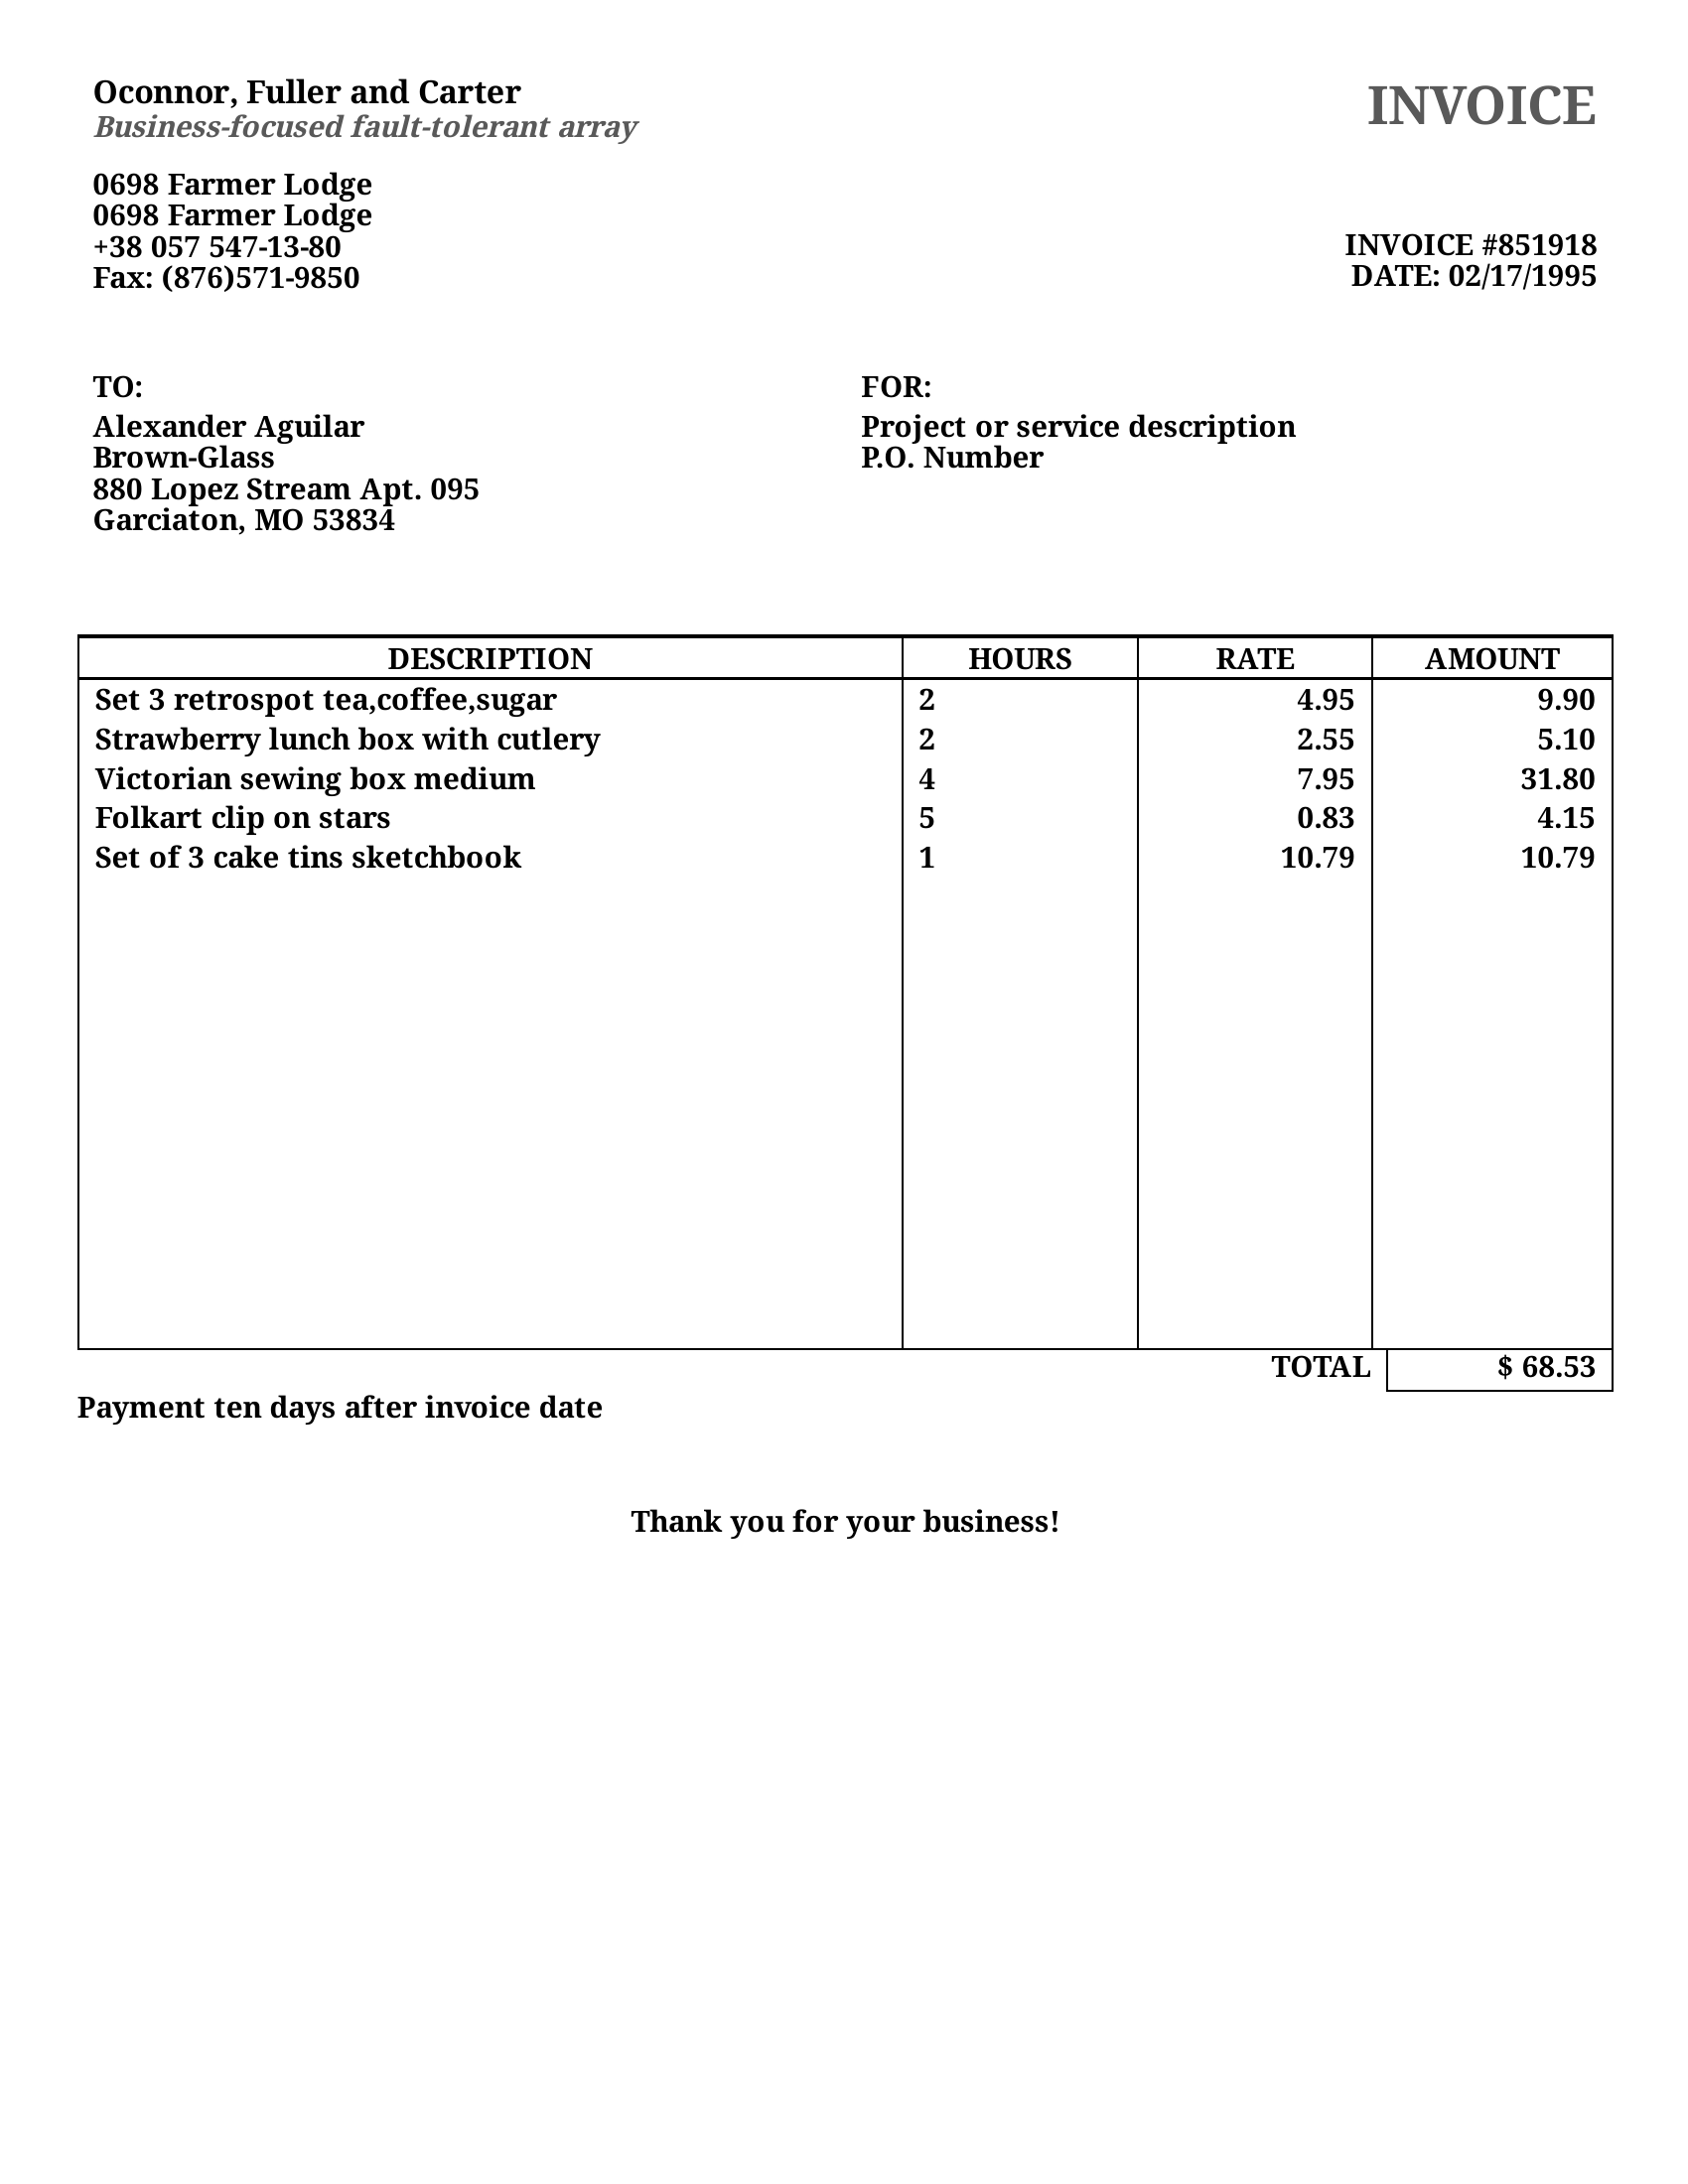 Oconnor, Fuller and Carter
Business-focused fault-tolerant array
INVOICE
0698 Farmer Lodge
0698 Farmer Lodge
+38 057 547-13-80
Fax: (876)571-9850
INVOICE #851918
DATE: 02/17/1995
TO:
Alexander Aguilar
Brown-Glass
880 Lopez Stream Apt. 095
Garciaton, MO 53834
FOR:
Project or service description
P.O. Number
DESCRIPTION HOURS RATE AMOUNT
Set 3 retrospot tea,coffee,sugar 2 4.95 9.90
Strawberry lunch box with cutlery 2 2.55 5.10
Victorian sewing box medium 4 7.95 31.80
Folkart clip on stars 5 0.83 4.15
Set of 3 cake tins sketchbook 1 10.79 10.79
TOTAL $ 68.53
Payment ten days after invoice date
Thank you for your business!